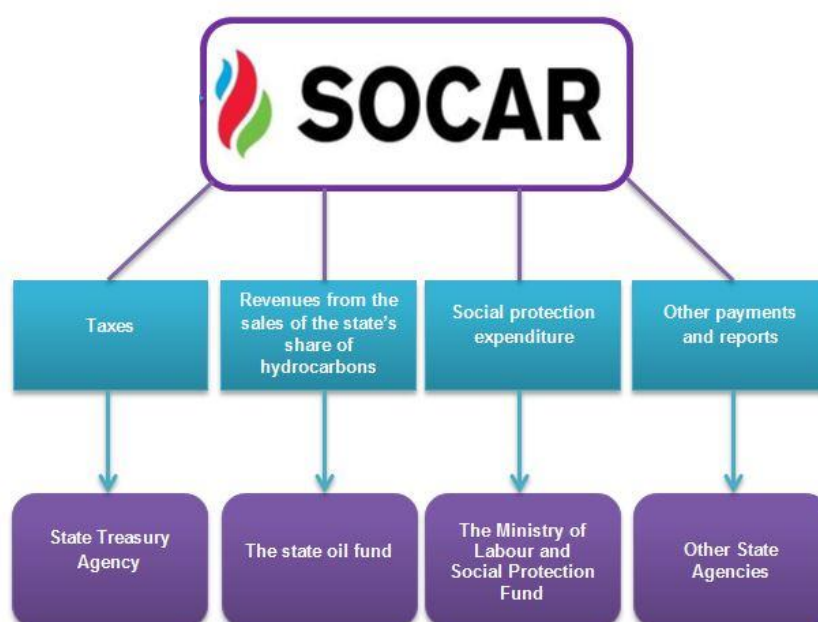 SOCAR
Taxes
Revenues from the
sales of the state's
share of
hydrocarbons
Social protection
expenditure
Other payments
and reports
State Treasury
Agency
The state oil fund
The Ministry of
Labour and
Social Protection
Fund
Other State
Agencies